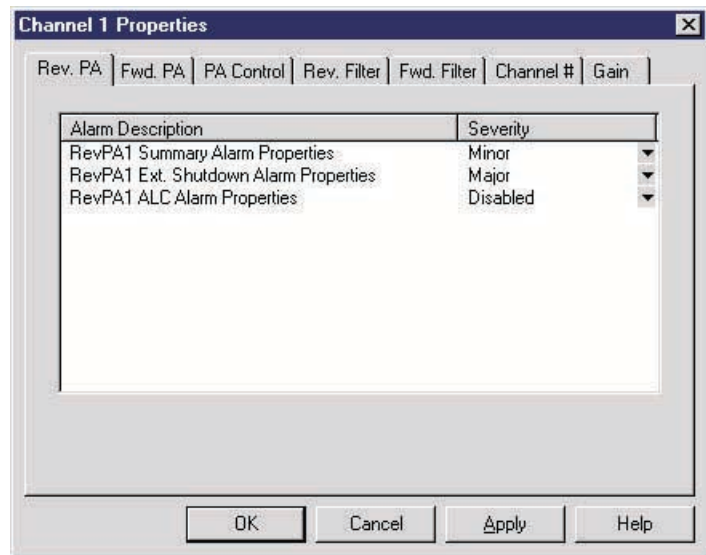 Channel 1 Properties
Rev. PA Fwd. PA PA Control Rev. Filter Fwd. Filter Channel # Gain
Alarm Description Severity
RevPA1 Summary Alarm Properties Minor
RevPA1 Ext. Shutdown Alarm Properties Major
RevPA1 ALC Alarm Properties Disabled
OK Cancel Apply Help